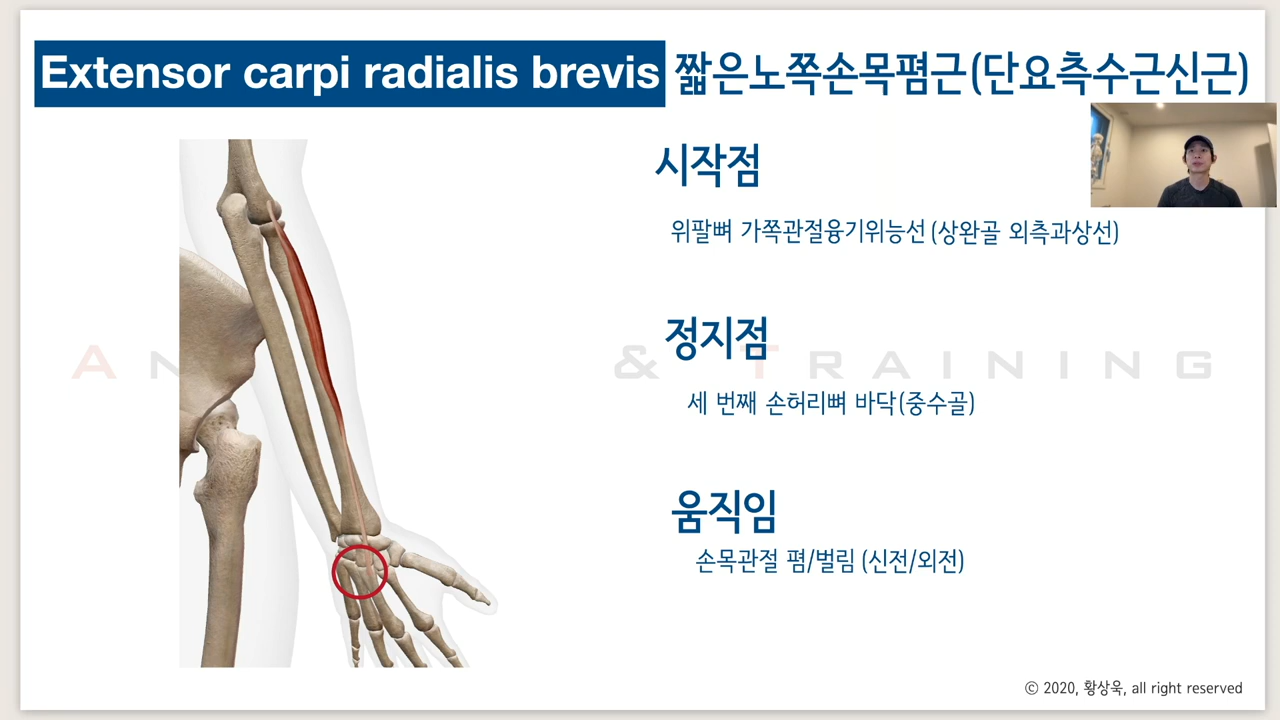 Extensor carpi radialis brevis 짧은노쪽손목폄근(단요측수근신근)
시작점
위팔뼈 가쪽관절융기위능선(상완골 외측과상선)
정지점
& TRAINING
세 번째 손허리뼈 바닥(중수골)
움직임
손목관절 폄/벌림 (신전/외전)
ⓒ 2020, 황상욱, all right reserved